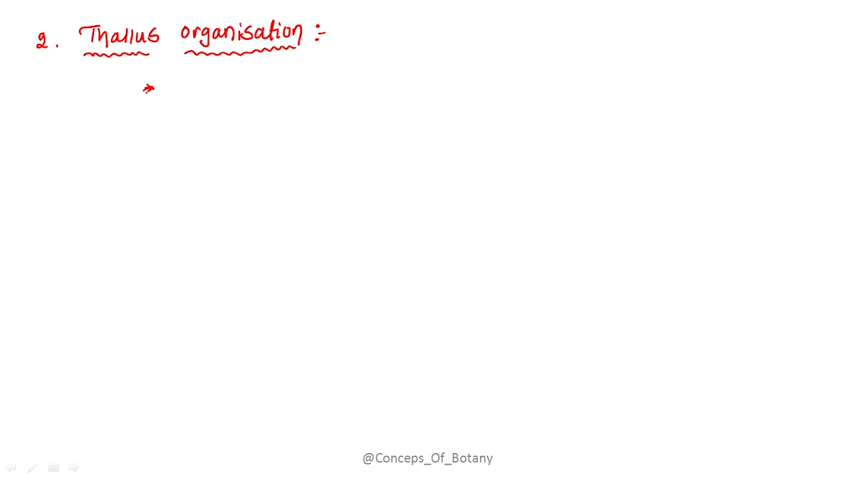 2. Thallus organisation :-
*
@Conceps_Of_Botany